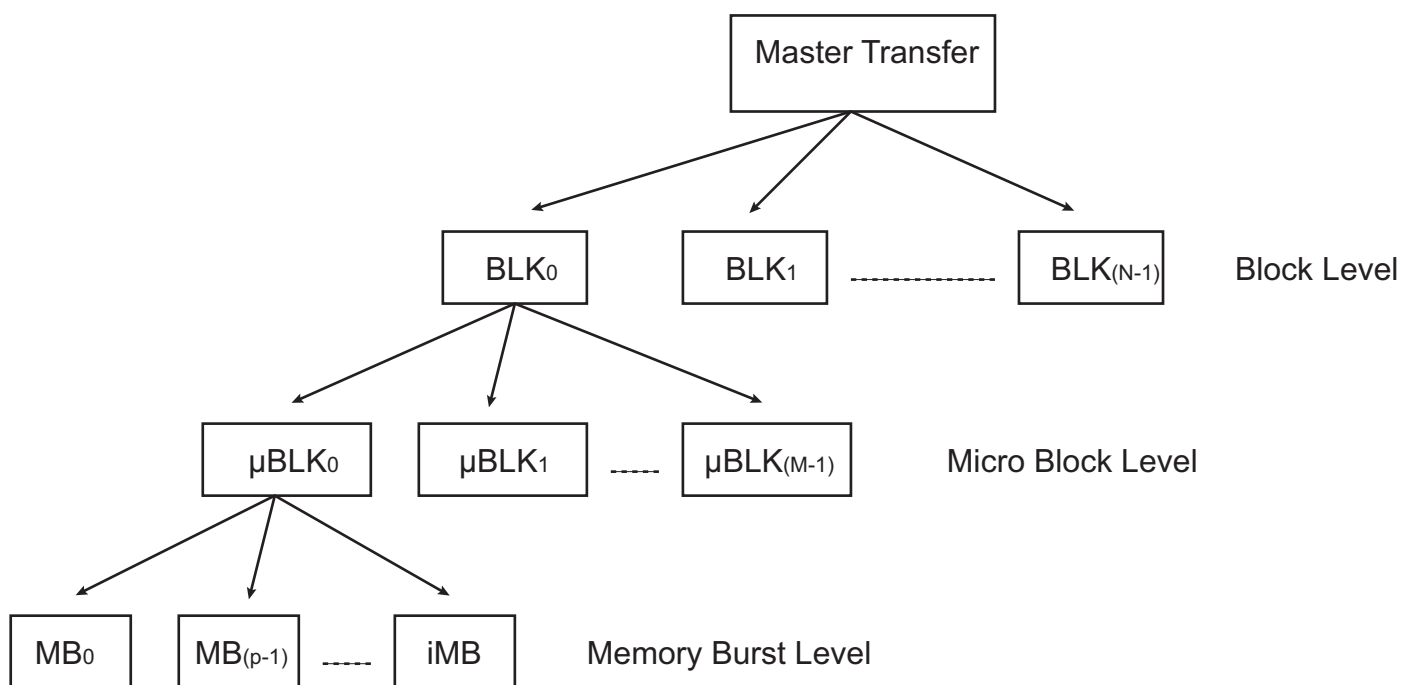 Master Transfer
BLK0 BLK1 BLK(N-1) Block Level
µBLK0 µBLK1 µBLK(M-1) Micro Block Level
MB0 MB(p-1) iMB Memory Burst Level